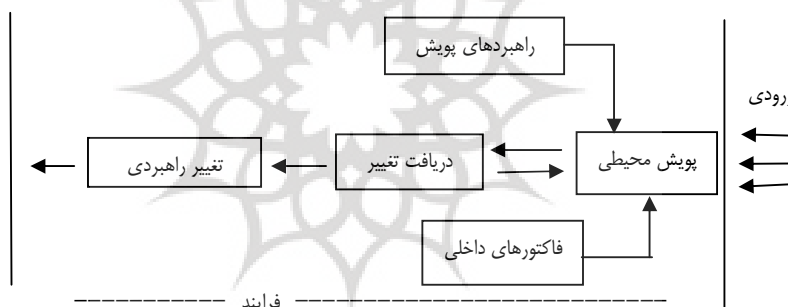 راهبردهای پویش
ورودی
پویش محیطی
دریافت تغییر
تغییر راهبردی
فاکتورهای داخلی
فرایند